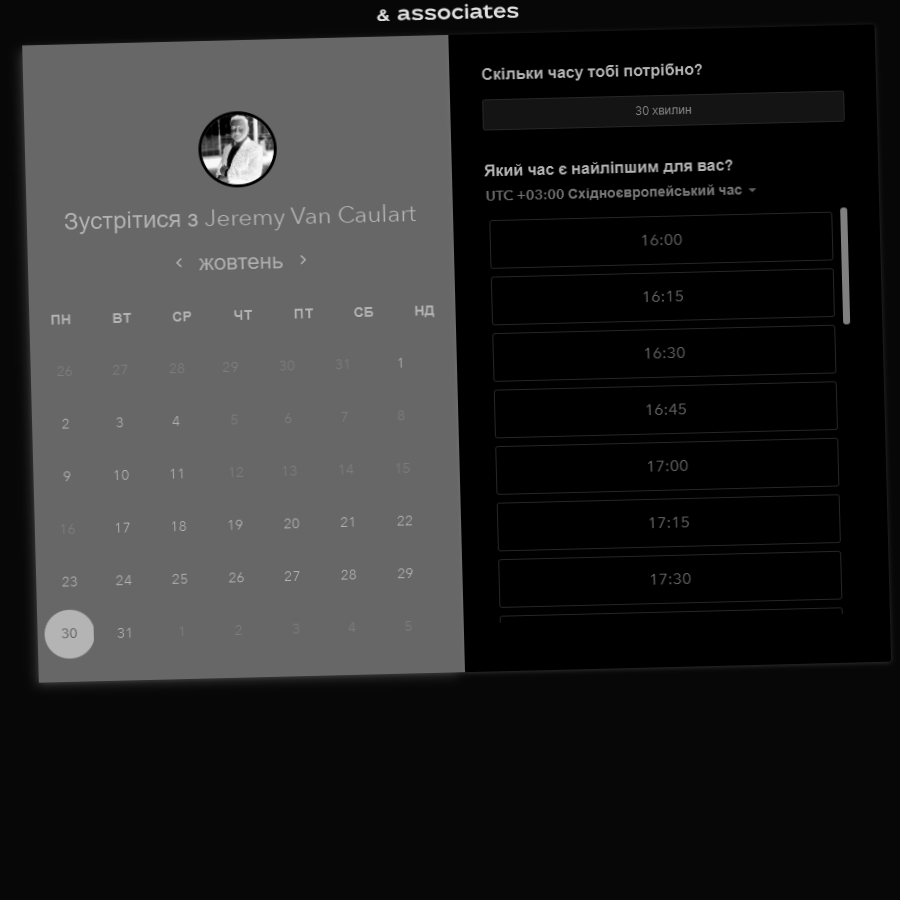 & associates
Зустрітися з Jeremy Van Caulart
жовтень
ПН ВТ СР ЧТ ПТ СБ НД
26 27 28 29 30 31 1
2 3 4 5 6 7 8
9 10 11 12 13 14 15
16 17 18 19 20 21 22
23 24 25 26 27 28 29
30 31 1 2 3 4 5
Скільки часу тобі потрібно?
30 хвилин
Який час є найліпшим для вас?
UTC +03:00 Східноєвропейський час
16:00
16:15
16:30
16:45
17:00
17:15
17:30